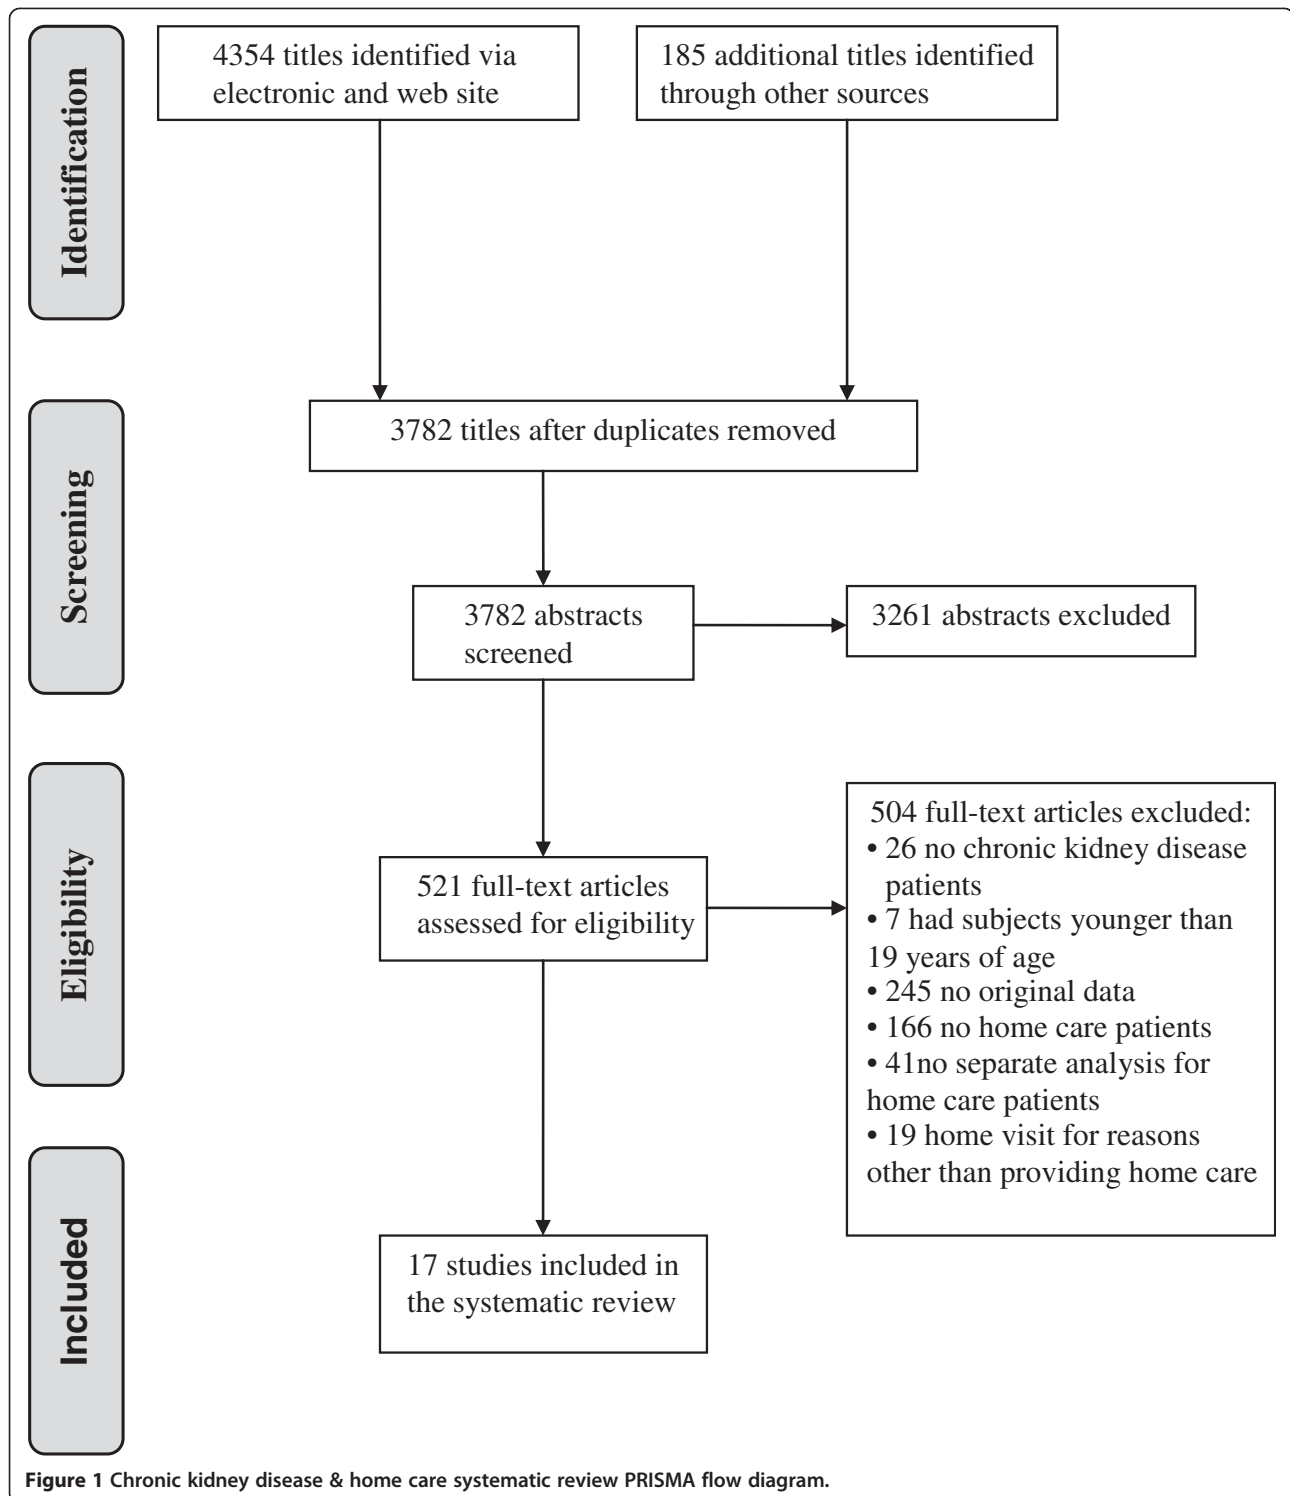 Identification
4354 titles identified via
electronic and web site
185 additional titles identified
through other sources
Screening
3782 titles after duplicates removed
3782 abstracts
screened
3261 abstracts excluded
Eligibility
521 full-text articles
assessed for eligibility
504 full-text articles excluded:
• 26 no chronic kidney disease
patients
• 7 had subjects younger than
19 years of age
• 245 no original data
• 166 no home care patients
• 41no separate analysis for
home care patients
• 19 home visit for reasons
other than providing home care
Included
17 studies included in
the systematic review
Figure 1 Chronic kidney disease & home care systematic review PRISMA flow diagram.